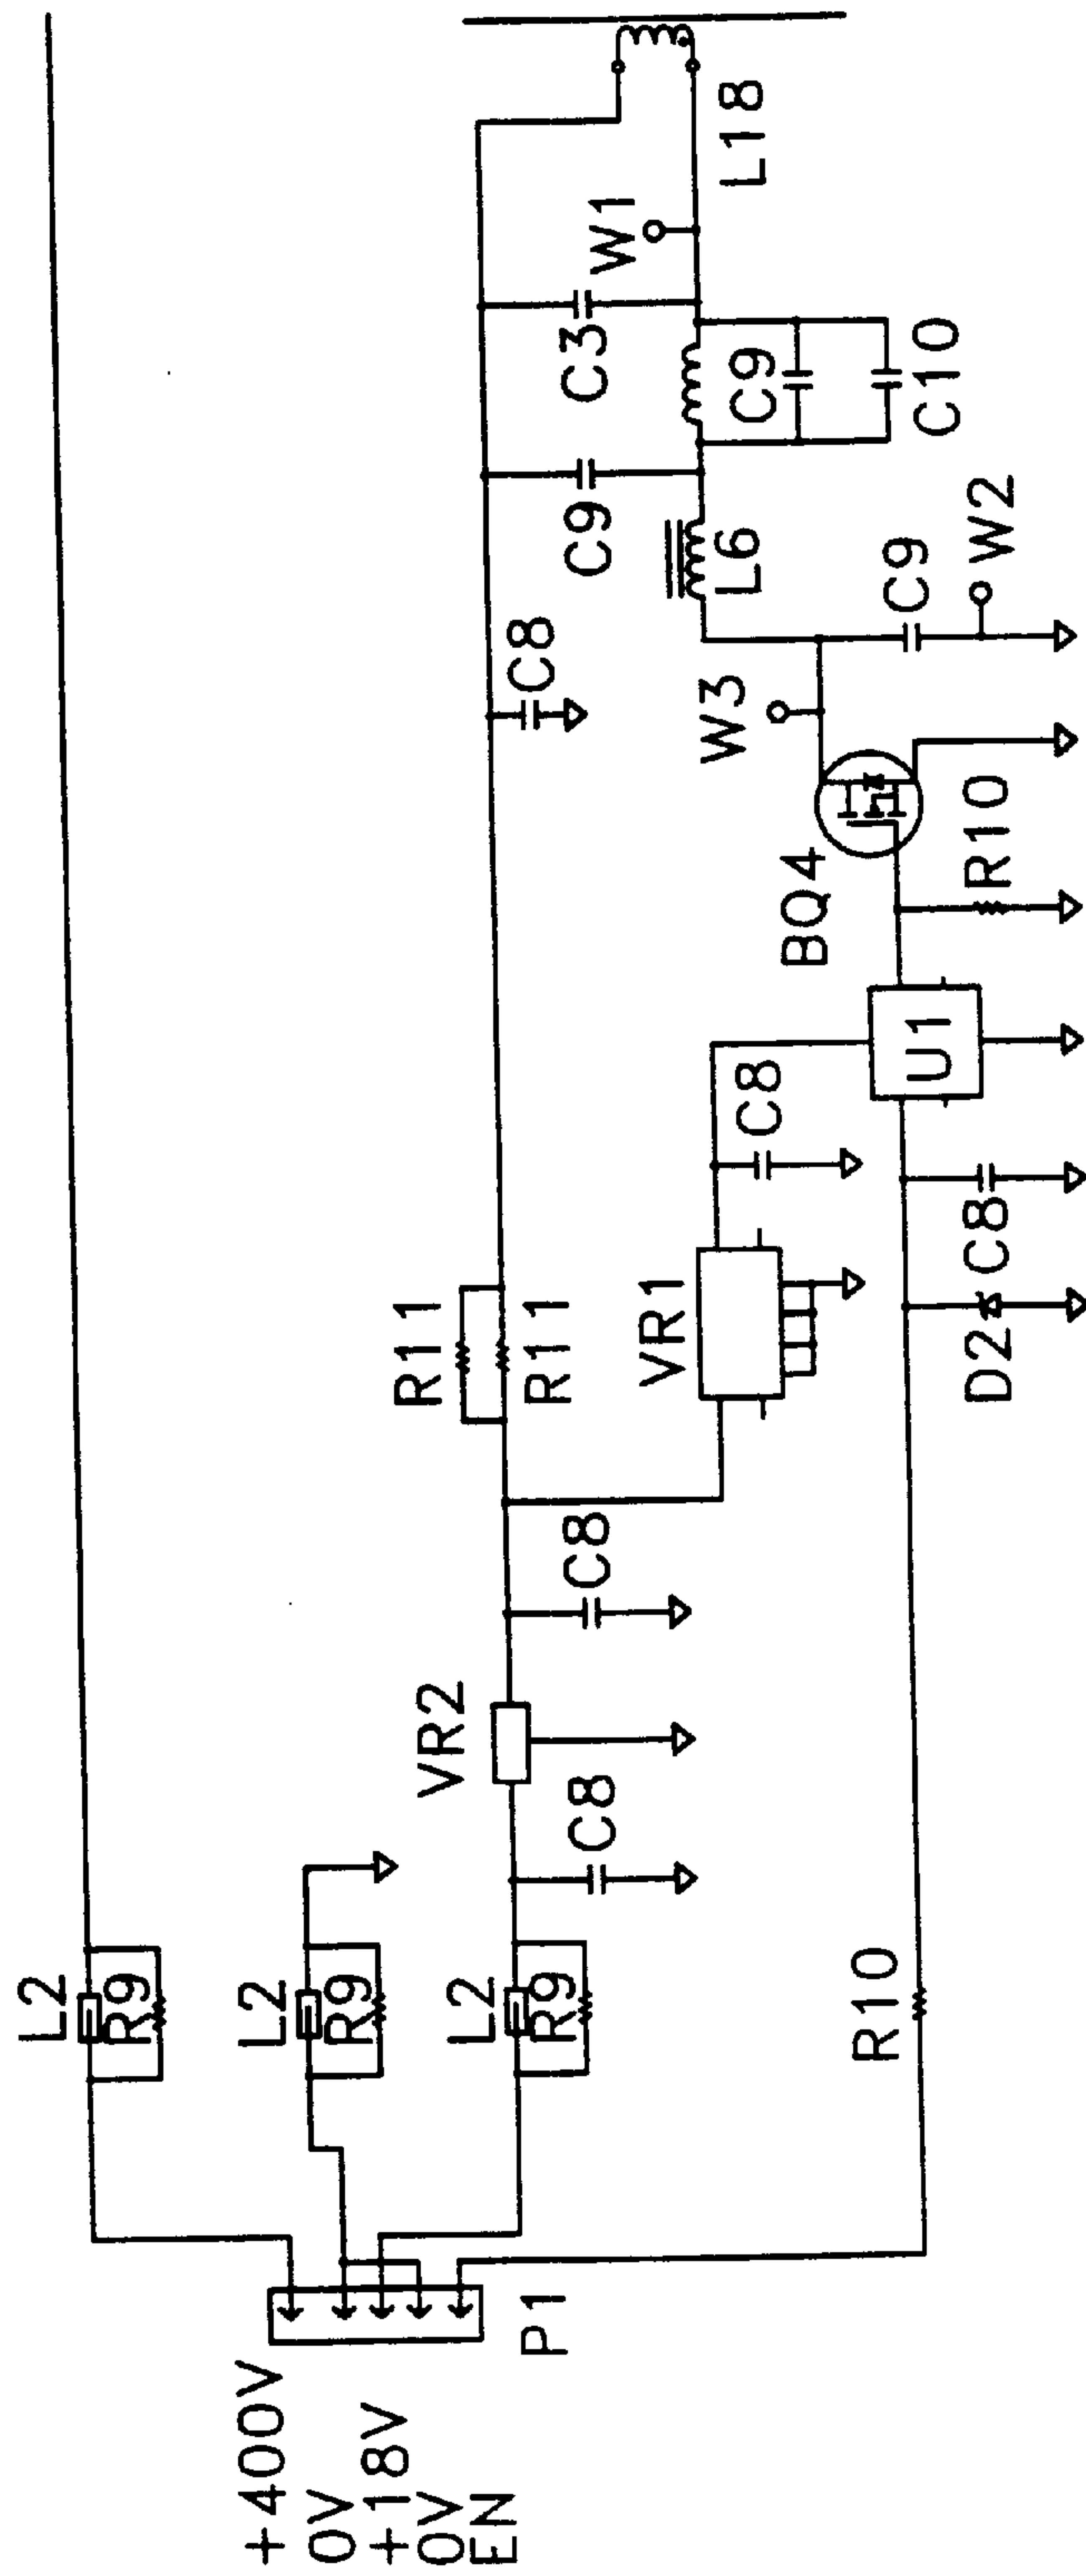 +400V
0V
+18V
0V
EN
P1
L2
R9
L2
R9
L2
R9
R10
VR2
C8
C8
R11
R11
VR1
C8
D2
C8
U1
R10
BQ4
W3
C8
C9
W2
L6
C9
C3
C9
C10
W1
L18